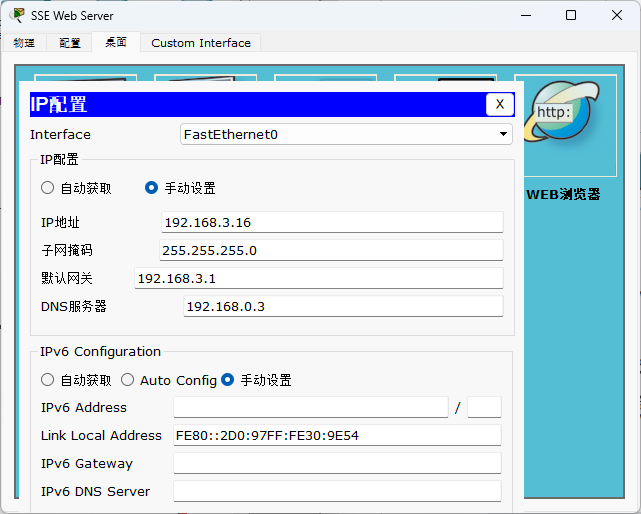 SSE Web Server
物理 配置 桌面 Custom Interface
http:
WEB浏览器
IP配置 X
Interface FastEthernet0
IP配置
自动获取 手动设置
IP地址 192.168.3.16
子网掩码 255.255.255.0
默认网关 192.168.3.1
DNS服务器 192.168.0.3
IPv6 Configuration
自动获取 Auto Config 手动设置
IPv6 Address /
Link Local Address FE80::2D0:97FF:FE30:9E54
IPv6 Gateway
IPv6 DNS Server